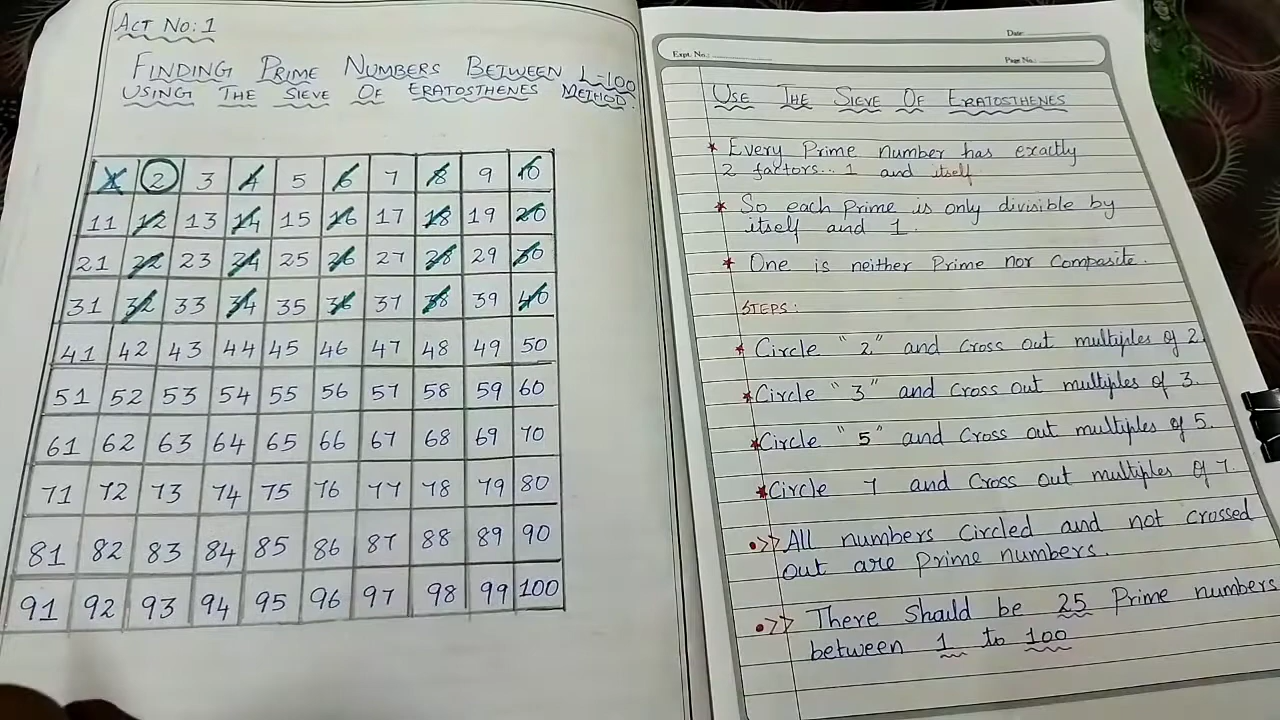 ACT NO:1
FINDING PRIME NUMBERS BETWEEN 1-100
USING THE SIEVE OF ERATOSTHENES METHOD.
X 2 3 4 5 6 7 8 9 10
11 12 13 14 15 16 17 18 19 20
21 22 23 24 25 26 27 28 29 30
31 32 33 34 35 36 37 38 39 40
41 42 43 44 45 46 47 48 49 50
51 52 53 54 55 56 57 58 59 60
61 62 63 64 65 66 67 68 69 70
71 72 73 74 75 76 77 78 79 80
81 82 83 84 85 86 87 88 89 90
91 92 93 94 95 96 97 98 99 100
Date:
Expt. No.:
Page No.:
USE THE SIEVE OF ERATOSTHENES
* Every Prime number has exactly
2 factors... 1 and itself
* So each Prime is only divisible by
itself and 1.
* One is neither Prime nor Composite.
STEPS:
* Circle "2" and Cross out multiples of 2.
* Circle "3" and Cross out multiples of 3.
* Circle "5" and Cross out multiples of 5.
* Circle 7 and Cross out multiples of 7.
•>> All numbers Circled and not crossed
out are Prime numbers.
•>> There should be 25 Prime numbers
between 1 to 100